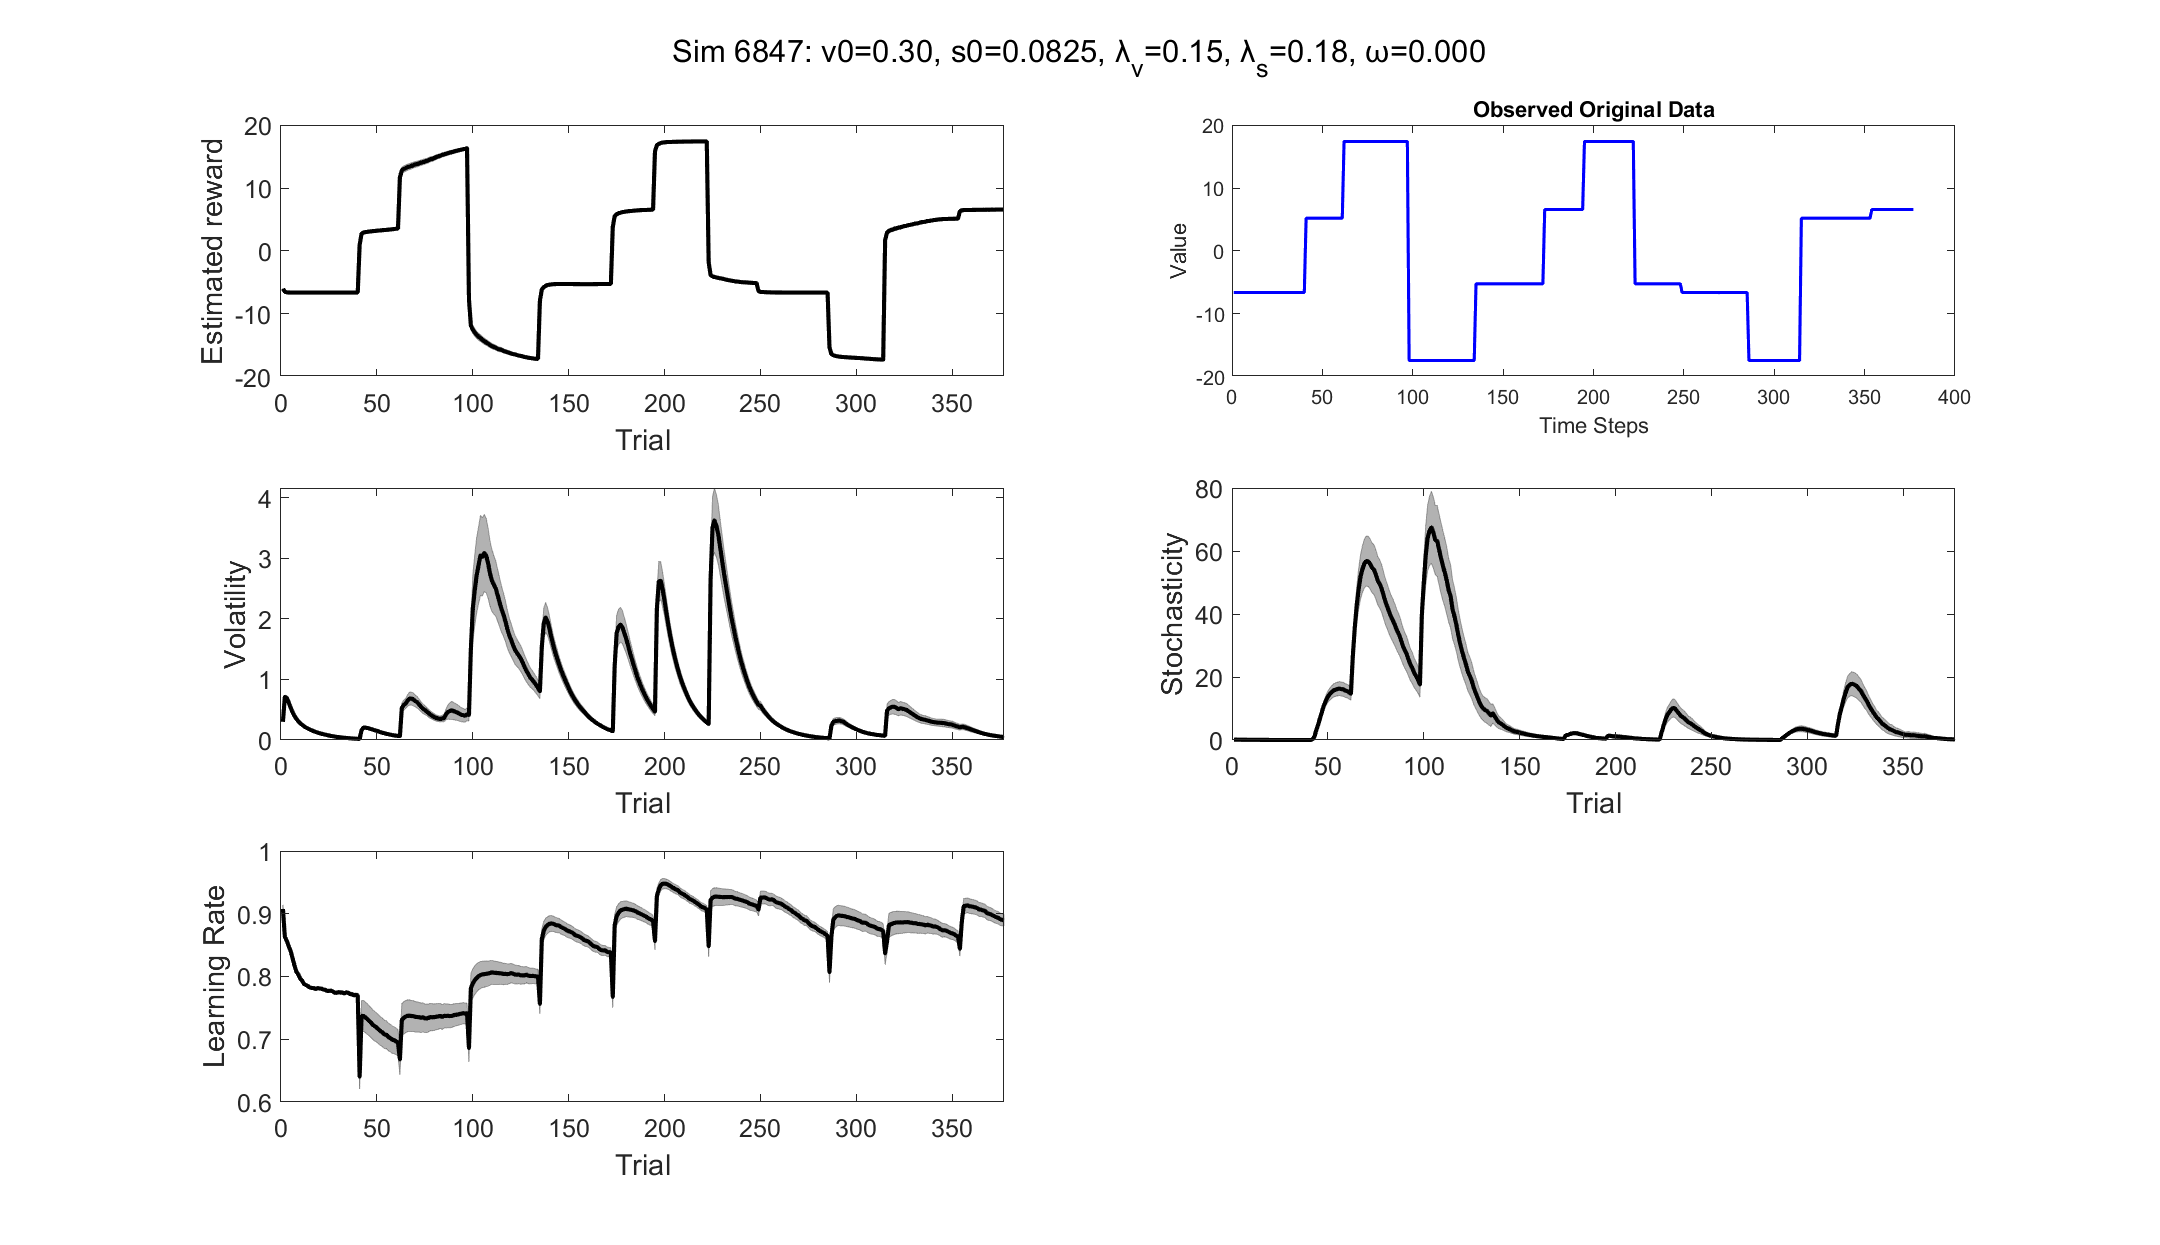 Sim 6847: v0=0.30, s0=0.0825, λ_v=0.15, λ_s=0.18, ω=0.000
Estimated reward
20
10
0
-10
-20
0 50 100 150 200 250 300 350
Trial
Observed Original Data
Value
20
10
0
-10
-20
0 50 100 150 200 250 300 350 400
Time Steps
Volatility
4
3
2
1
0
0 50 100 150 200 250 300 350
Trial
Stochasticity
80
60
40
20
0
0 50 100 150 200 250 300 350
Trial
Learning Rate
1
0.9
0.8
0.7
0.6
0 50 100 150 200 250 300 350
Trial